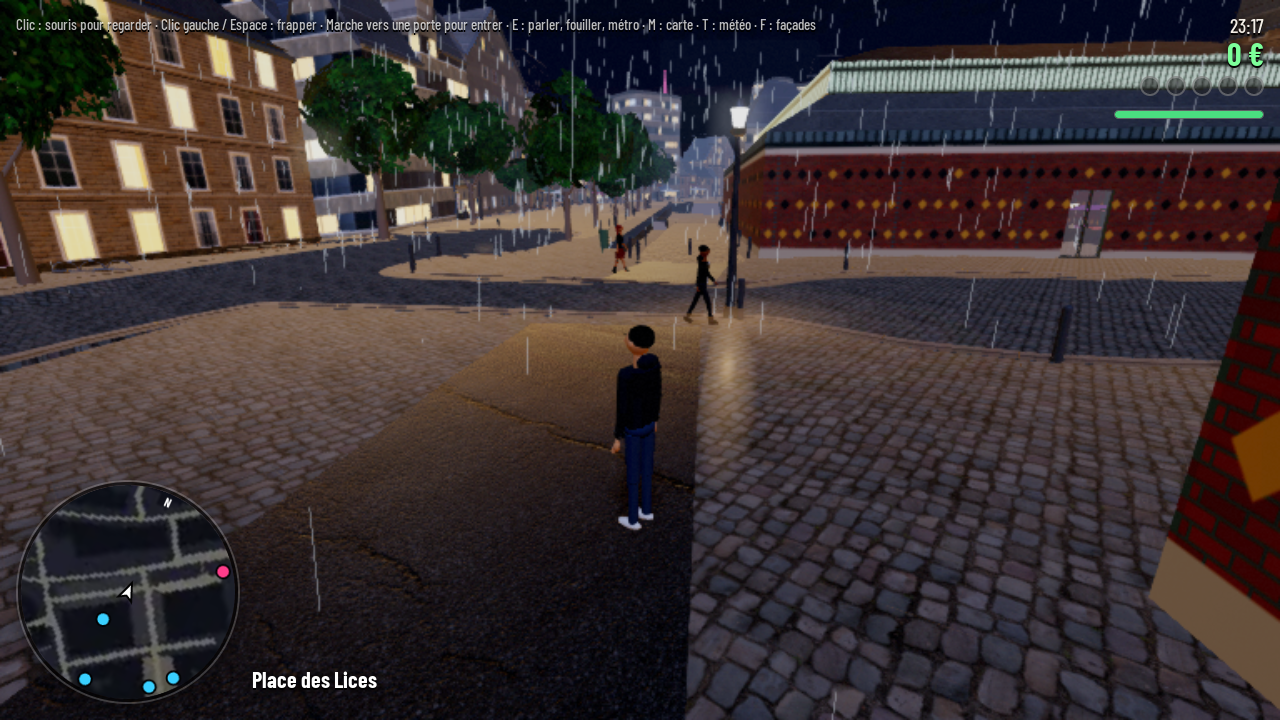 Clic : souris pour regarder · Clic gauche / Espace : frapper · Marche vers une porte pour entrer · E : parler, fouiller, métro · M : carte · T : météo · F : façades
23:17
0 €
N
Place des Lices